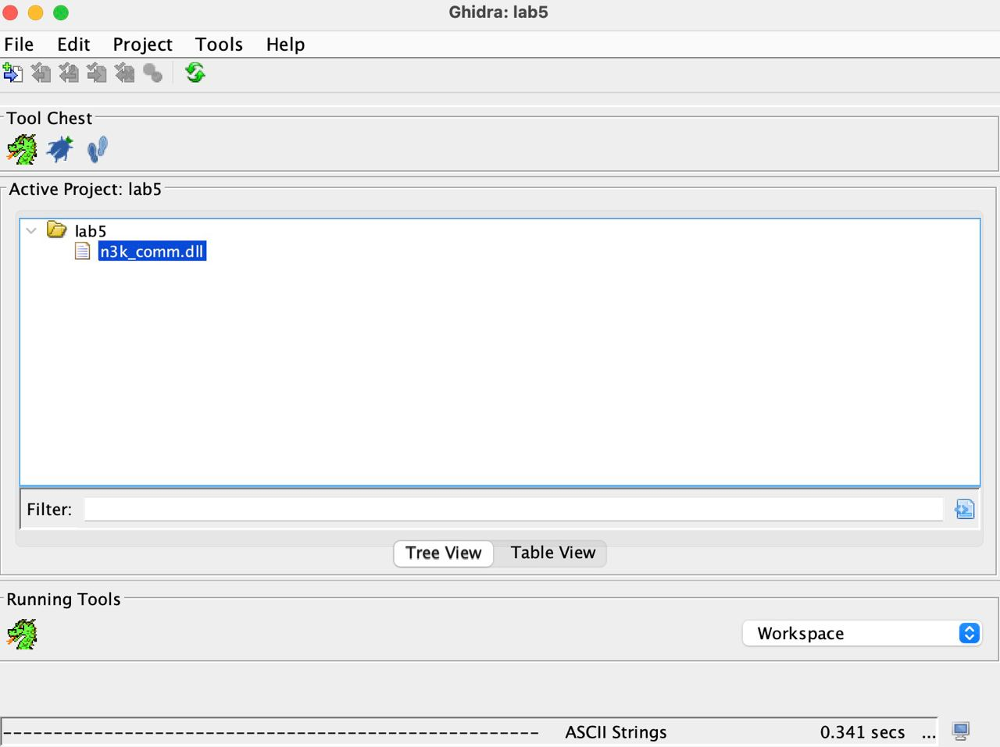 Ghidra: lab5
File Edit Project Tools Help
Tool Chest
Active Project: lab5
lab5
n3k_comm.dll
Filter:
Tree View Table View
Running Tools
Workspace
----------------------------------------------------- ASCII Strings 0.341 secs ...